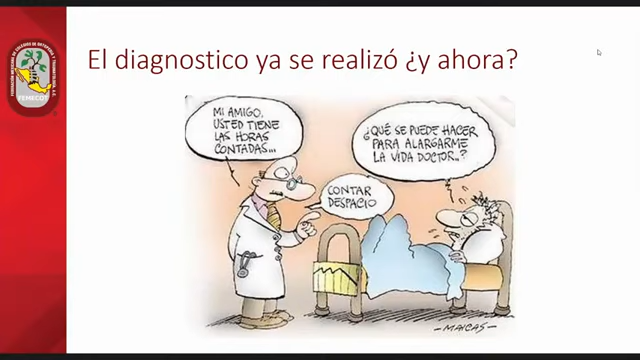 El diagnostico ya se realizó ¿y ahora?
MI AMIGO,
USTED TIENE
LAS HORAS
CONTADAS...
¿QUÉ SE PUEDE HACER
PARA ALARGARME
LA VIDA DOCTOR..?
CONTAR
DESPACIO
-MAICAS-
FEMECOT